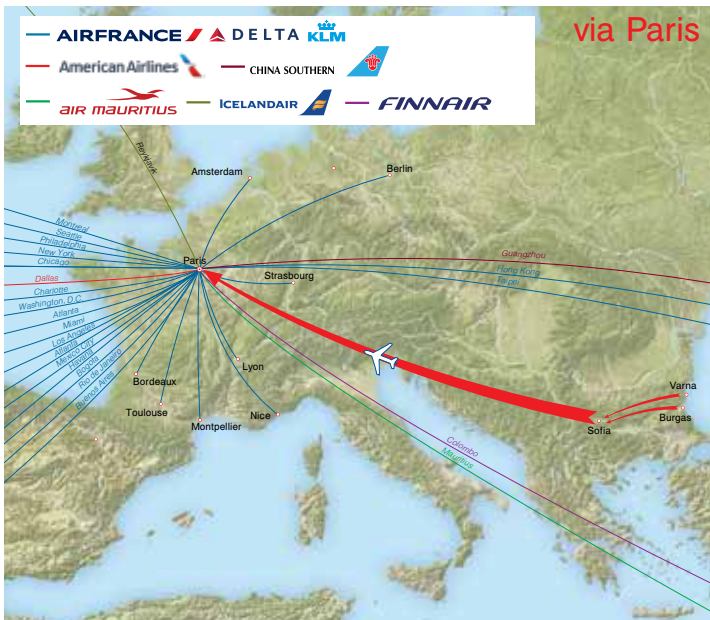 via Paris
AIRFRANCE DELTA KLM
American Airlines CHINA SOUTHERN
AIR MAURITIUS ICELANDAIR FINNAIR
Reykjavik
Amsterdam
Berlin
Montreal
Seattle
Philadelphia
New York
Chicago
Paris
Guangzhou
Hong Kong
Taipei
Dallas
Strasbourg
Charlotte
Washington, D.C.
Atlanta
Miami
Los Angeles
Atlanta
Mexico City
Havana
Bogota
Rio de Janeiro
Buenos Aires
Lyon
Bordeaux
Toulouse
Montpellier
Nice
Varna
Burgas
Sofia
Colombo
Mauritius